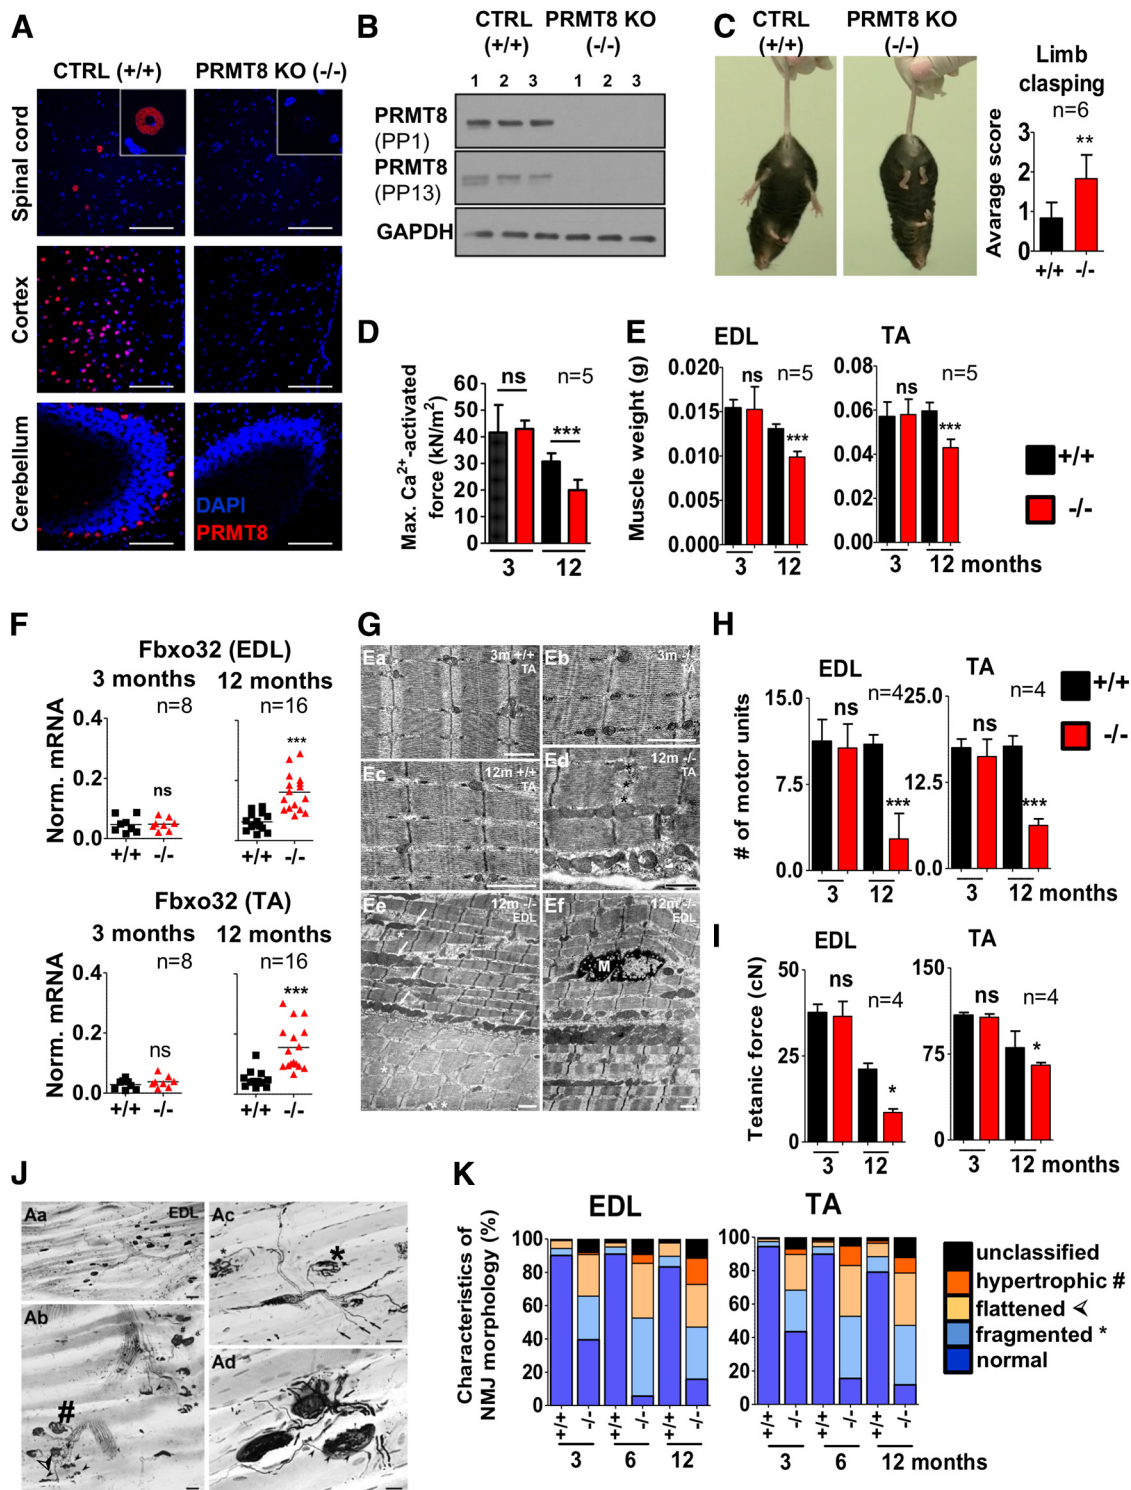 A
CTRL (+/+) PRMT8 KO (-/-)
Spinal cord
Cortex
Cerebellum
DAPI
PRMT8
B
CTRL PRMT8 KO
(+/+) (-/-)
1 2 3 1 2 3
PRMT8
(PP1)
PRMT8
(PP13)
GAPDH
C
CTRL PRMT8 KO
(+/+) (-/-)
Limb
clasping
n=6
Avarage score
3
2
1
0
**
+/+ -/-
D
Max. Ca2+-activated
force (kN/m2)
60
50
40
30
20
10
0
ns
n=5
***
3 12
E
EDL TA
Muscle weight (g)
0.020
0.015
0.010
0.005
0.000
ns n=5
***
3 12
0.08
0.06
0.04
0.02
0.00
ns n=5
***
3 12 months
+/+
-/-
F
Fbxo32 (EDL)
3 months 12 months
n=8 n=16
Norm. mRNA
0.4
0.2
0.0
ns
***
+/+ -/- +/+ -/-
Fbxo32 (TA)
3 months 12 months
n=8 n=16
Norm. mRNA
0.4
0.2
0.0
ns
***
+/+ -/- +/+ -/-
G
Ea 3m +/+
TA
Eb 3m -/-
TA
Ec 12m +/+
TA
Ed 12m -/-
TA
*
*
*
Ee 12m -/-
EDL
*
*
* *
Ef 12m -/-
EDL
M
H
EDL TA
# of motor units
15.0
7.5
0.0
ns n=4
***
3 12
25.0
12.5
0.0
ns n=4
***
3 12 months
+/+
-/-
I
EDL TA
Tetanic force (cN)
50
25
0
ns n=4
*
3 12
150
75
0
ns n=4
*
3 12 months
J
Aa EDL
Ab
#
Ac
* *
Ad
K
EDL TA
Characteristics of
NMJ morphology (%)
100
80
60
40
20
0
+/+ -/- +/+ -/- +/+ -/-
3 6 12
100
80
60
40
20
0
+/+ -/- +/+ -/- +/+ -/-
3 6 12 months
unclassified
hypertrophic #
flattened ⮘
fragmented *
normal